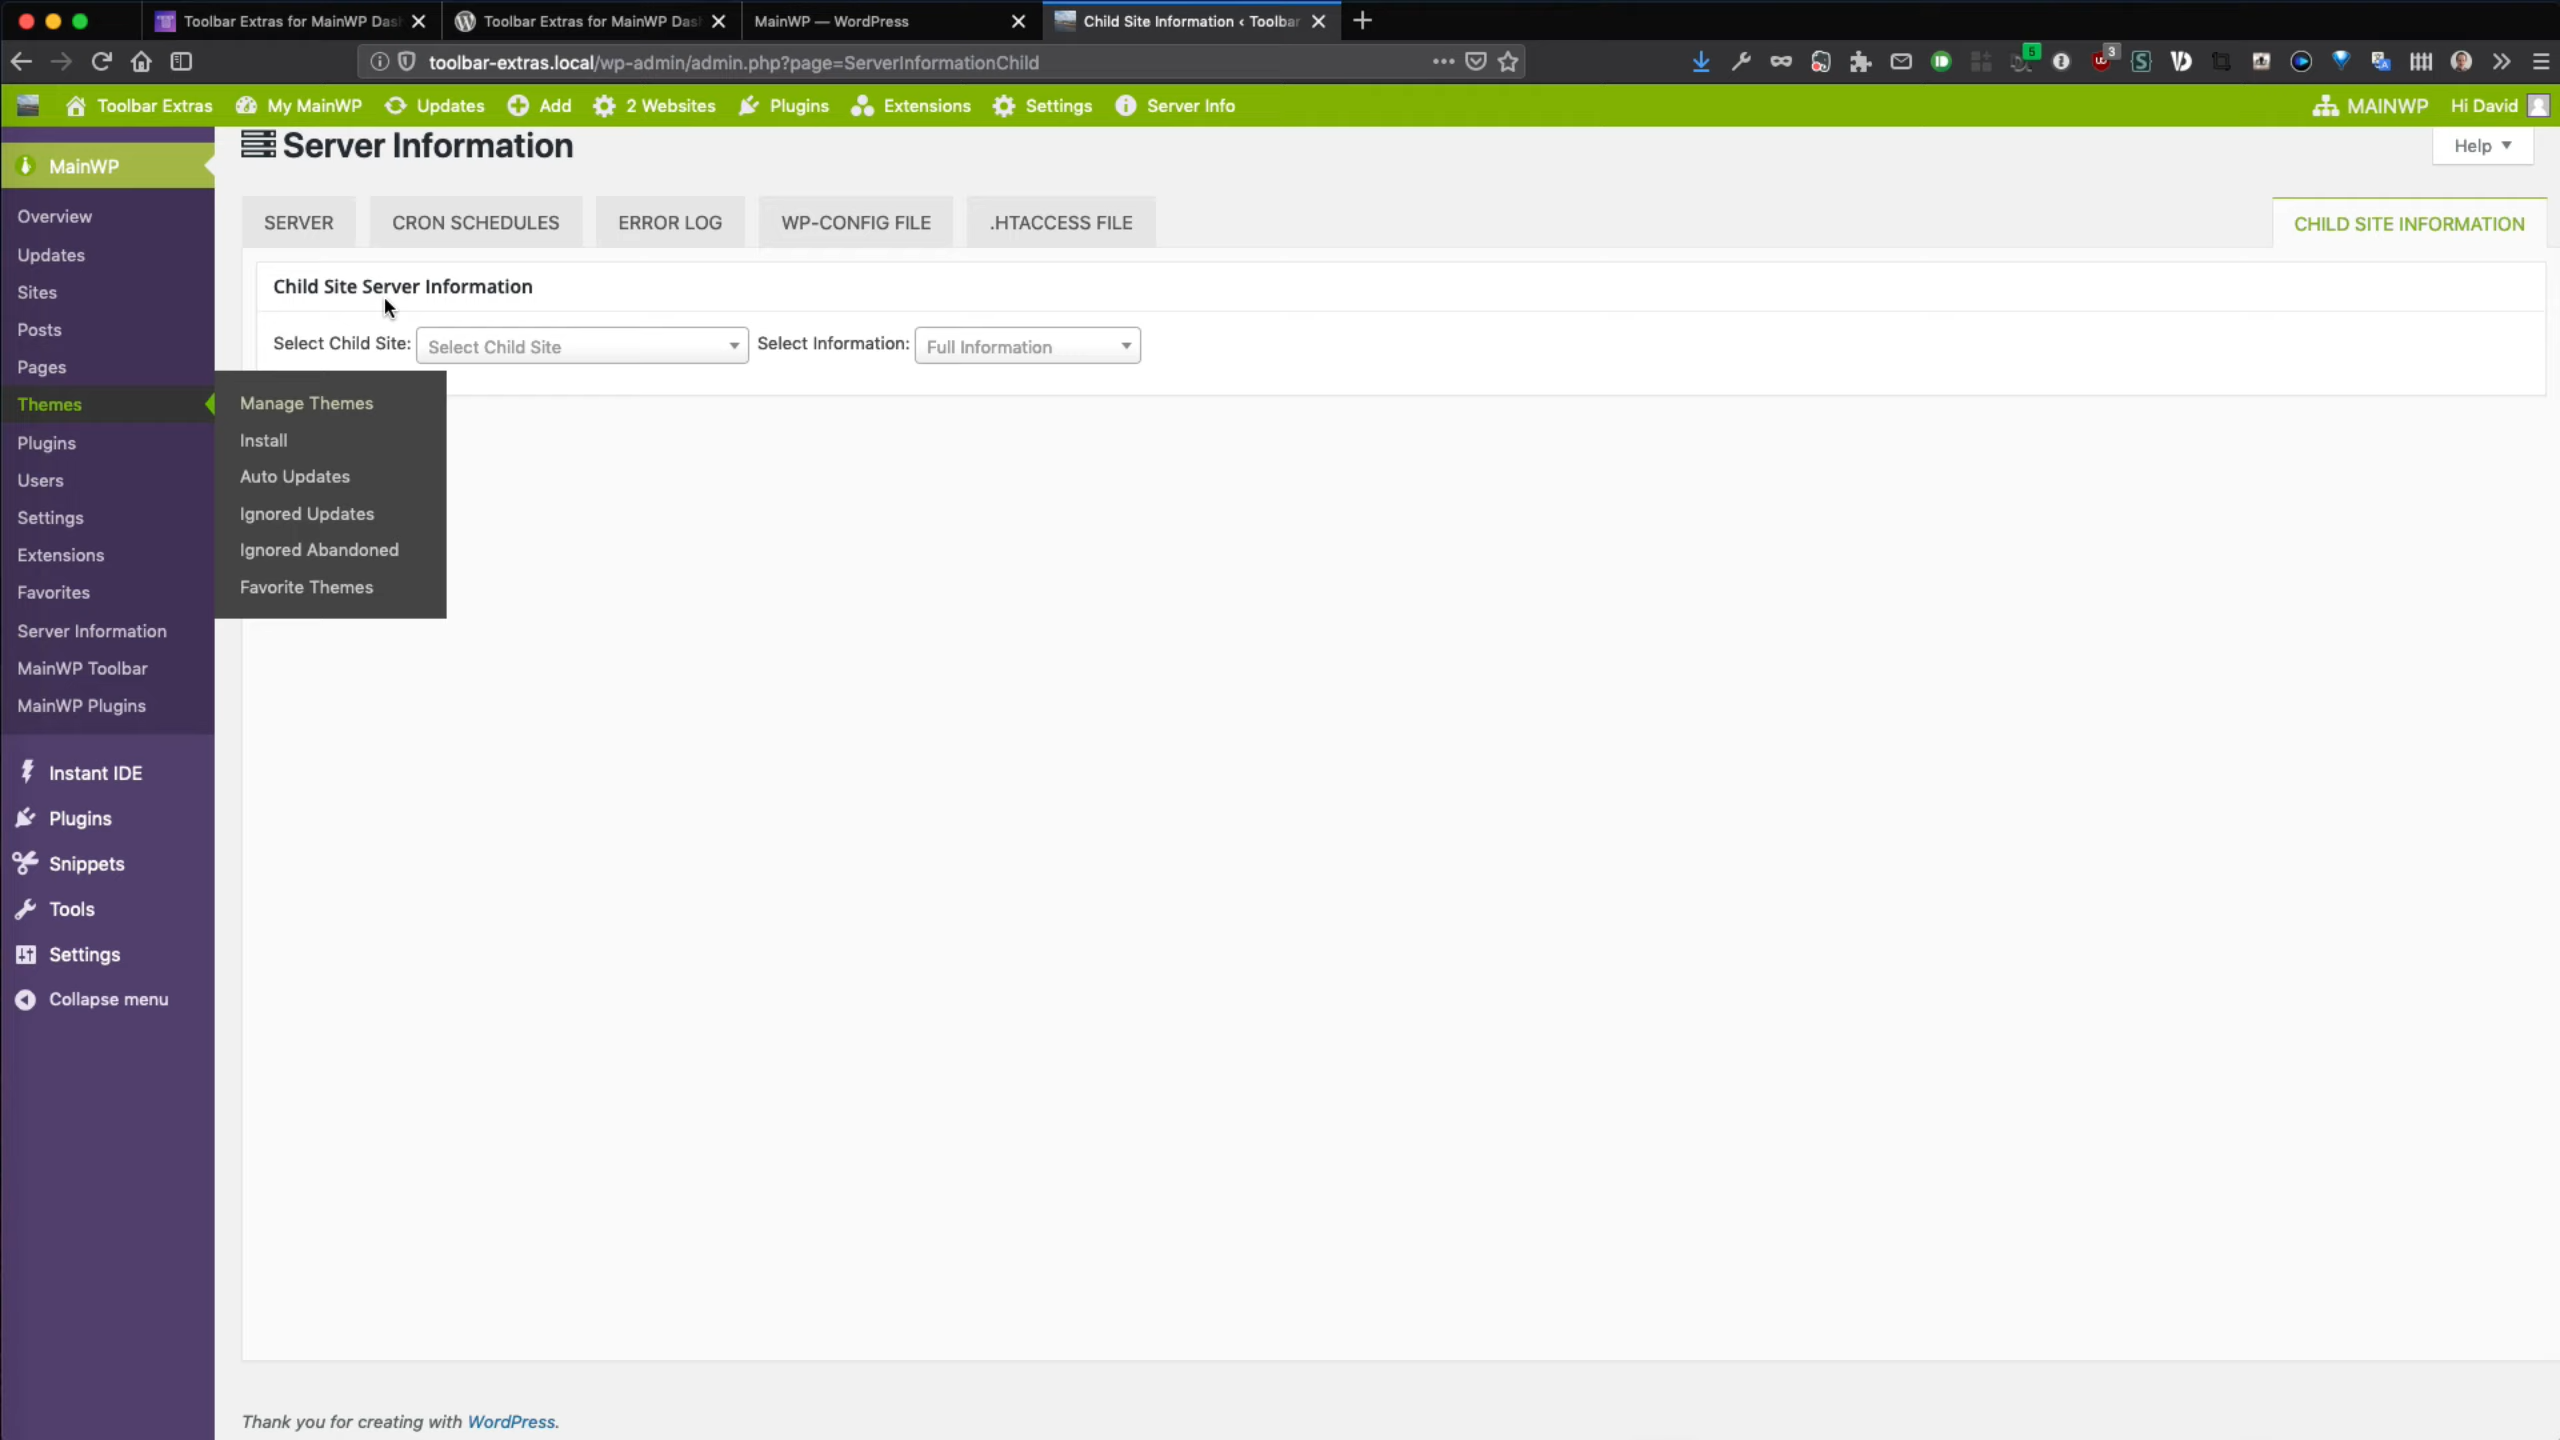 Toolbar Extras for MainWP Das
Toolbar Extras for MainWP Das
MainWP — WordPress
Child Site Information ‹ Toolbar
toolbar-extras.local/wp-admin/admin.php?page=ServerInformationChild
5
3
Toolbar Extras
My MainWP
Updates
Add
2 Websites
Plugins
Extensions
Settings
Server Info
MAINWP
Hi David
MainWP
Overview
Updates
Sites
Posts
Pages
Themes
Plugins
Users
Settings
Extensions
Favorites
Server Information
MainWP Toolbar
MainWP Plugins
Instant IDE
Plugins
Snippets
Tools
Settings
Collapse menu
Manage Themes
Install
Auto Updates
Ignored Updates
Ignored Abandoned
Favorite Themes
Server Information
Help
SERVER
CRON SCHEDULES
ERROR LOG
WP-CONFIG FILE
.HTACCESS FILE
CHILD SITE INFORMATION
Child Site Server Information
Select Child Site: Select Child Site Select Information: Full Information
Thank you for creating with WordPress.